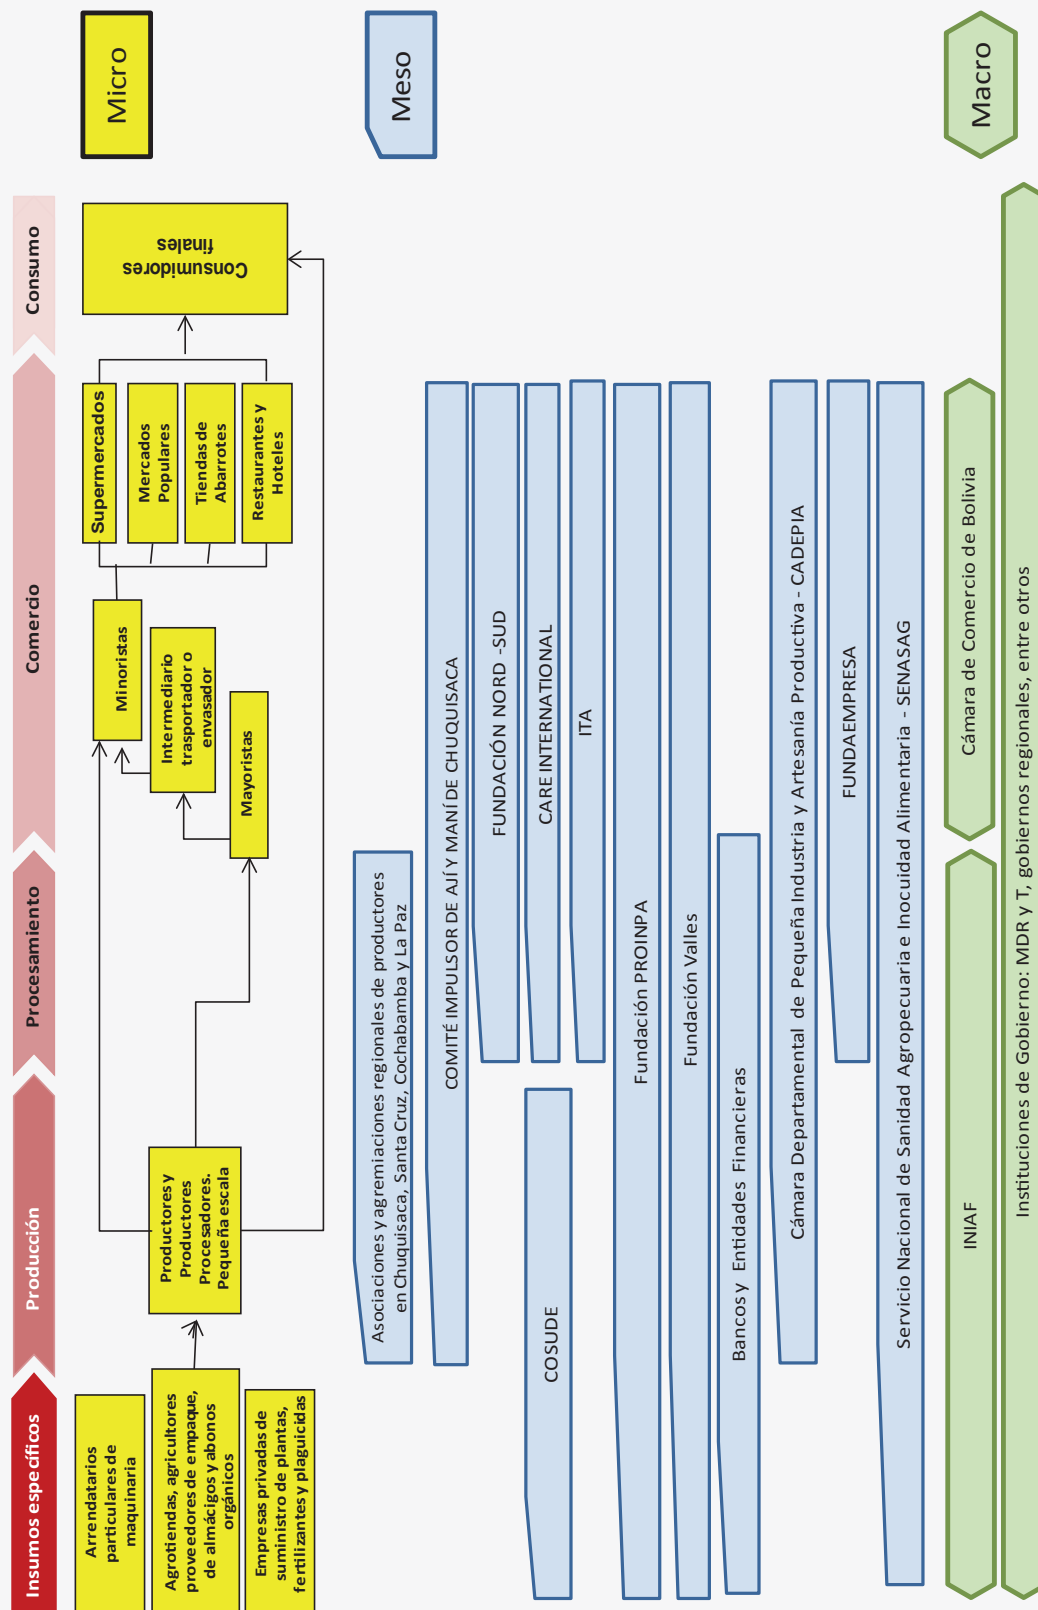 Insumos específicos
Producción
Procesamiento
Comercio
Consumo
Micro
Arrendatarios
particulares de
maquinaria
Agrotiendas, agricultores
proveedores de empaque,
de almácigos y abonos
orgánicos
Empresas privadas de
suministro de plantas,
fertilizantes y plaguicidas
Productores y
Productores
Procesadores.
Pequeña escala
Minoristas
Intermediario
trasportador o
envasador
Mayoristas
Supermercados
Mercados
Populares
Tiendas de
Abarrotes
Restaurantes y
Hoteles
Consumidores
finales
Meso
Asociaciones y agremiaciones regionales de productores
en Chuquisaca, Santa Cruz, Cochabamba y La Paz
COMITÉ IMPULSOR DE AJÍ Y MANÍ DE CHUQUISACA
FUNDACIÓN NORD -SUD
COSUDE
CARE INTERNATIONAL
ITA
Fundación PROINPA
Fundación Valles
Bancos y Entidades Financieras
Cámara Departamental de Pequeña Industria y Artesanía Productiva - CADEPIA
FUNDAEMPRESA
Servicio Nacional de Sanidad Agropecuaria e Inocuidad Alimentaria - SENASAG
Macro
INIAF
Cámara de Comercio de Bolivia
Instituciones de Gobierno: MDR y T, gobiernos regionales, entre otros